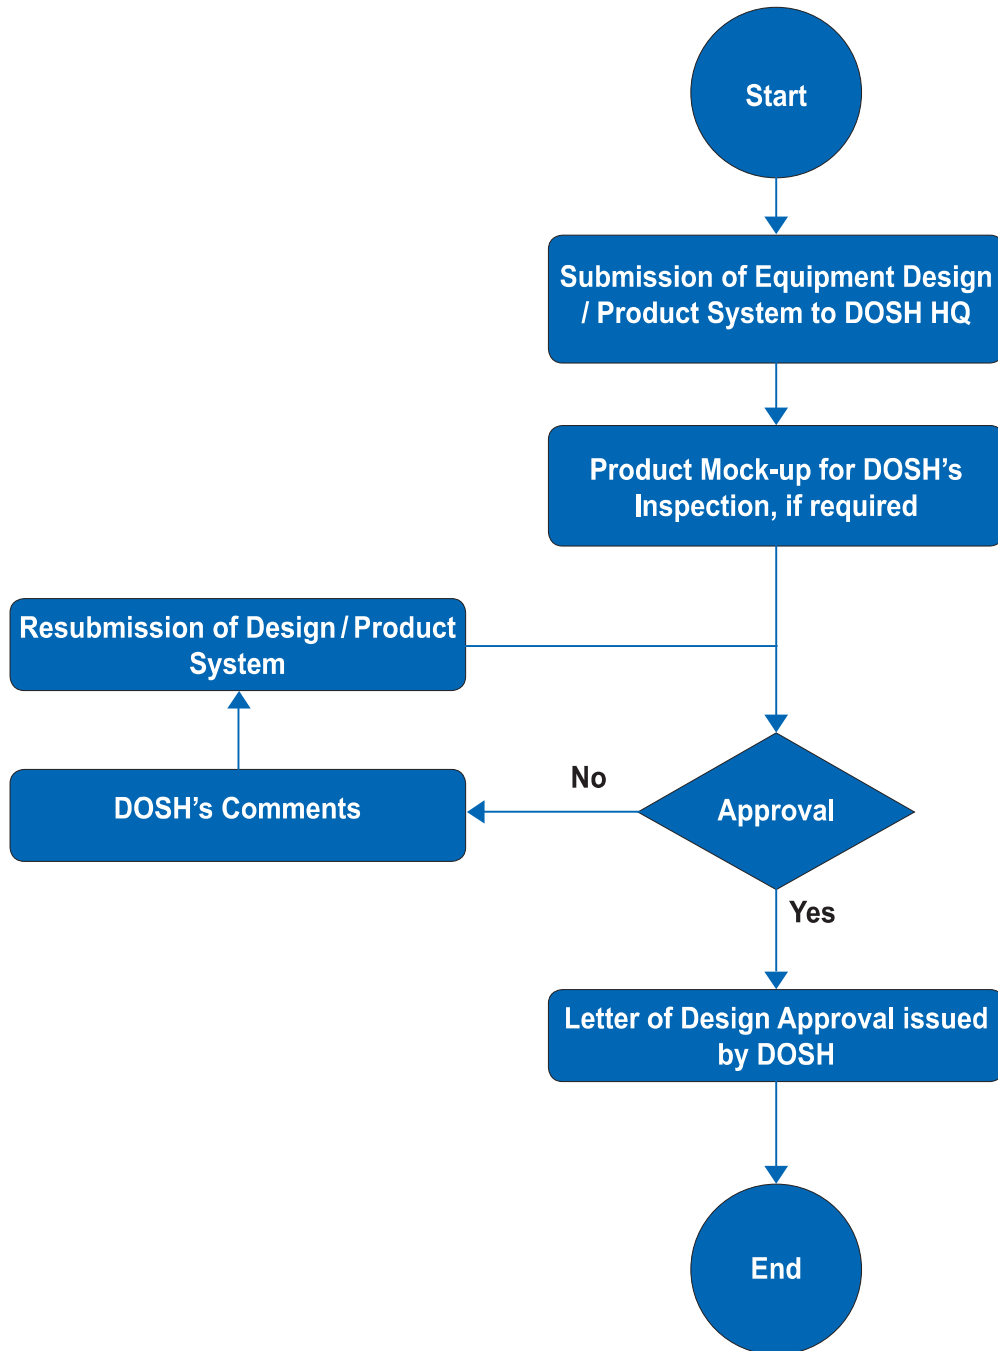 Start
Submission of Equipment Design
/ Product System to DOSH HQ
Product Mock-up for DOSH’s
Inspection, if required
Resubmission of Design / Product
System
No
DOSH’s Comments
Approval
Yes
Letter of Design Approval issued
by DOSH
End